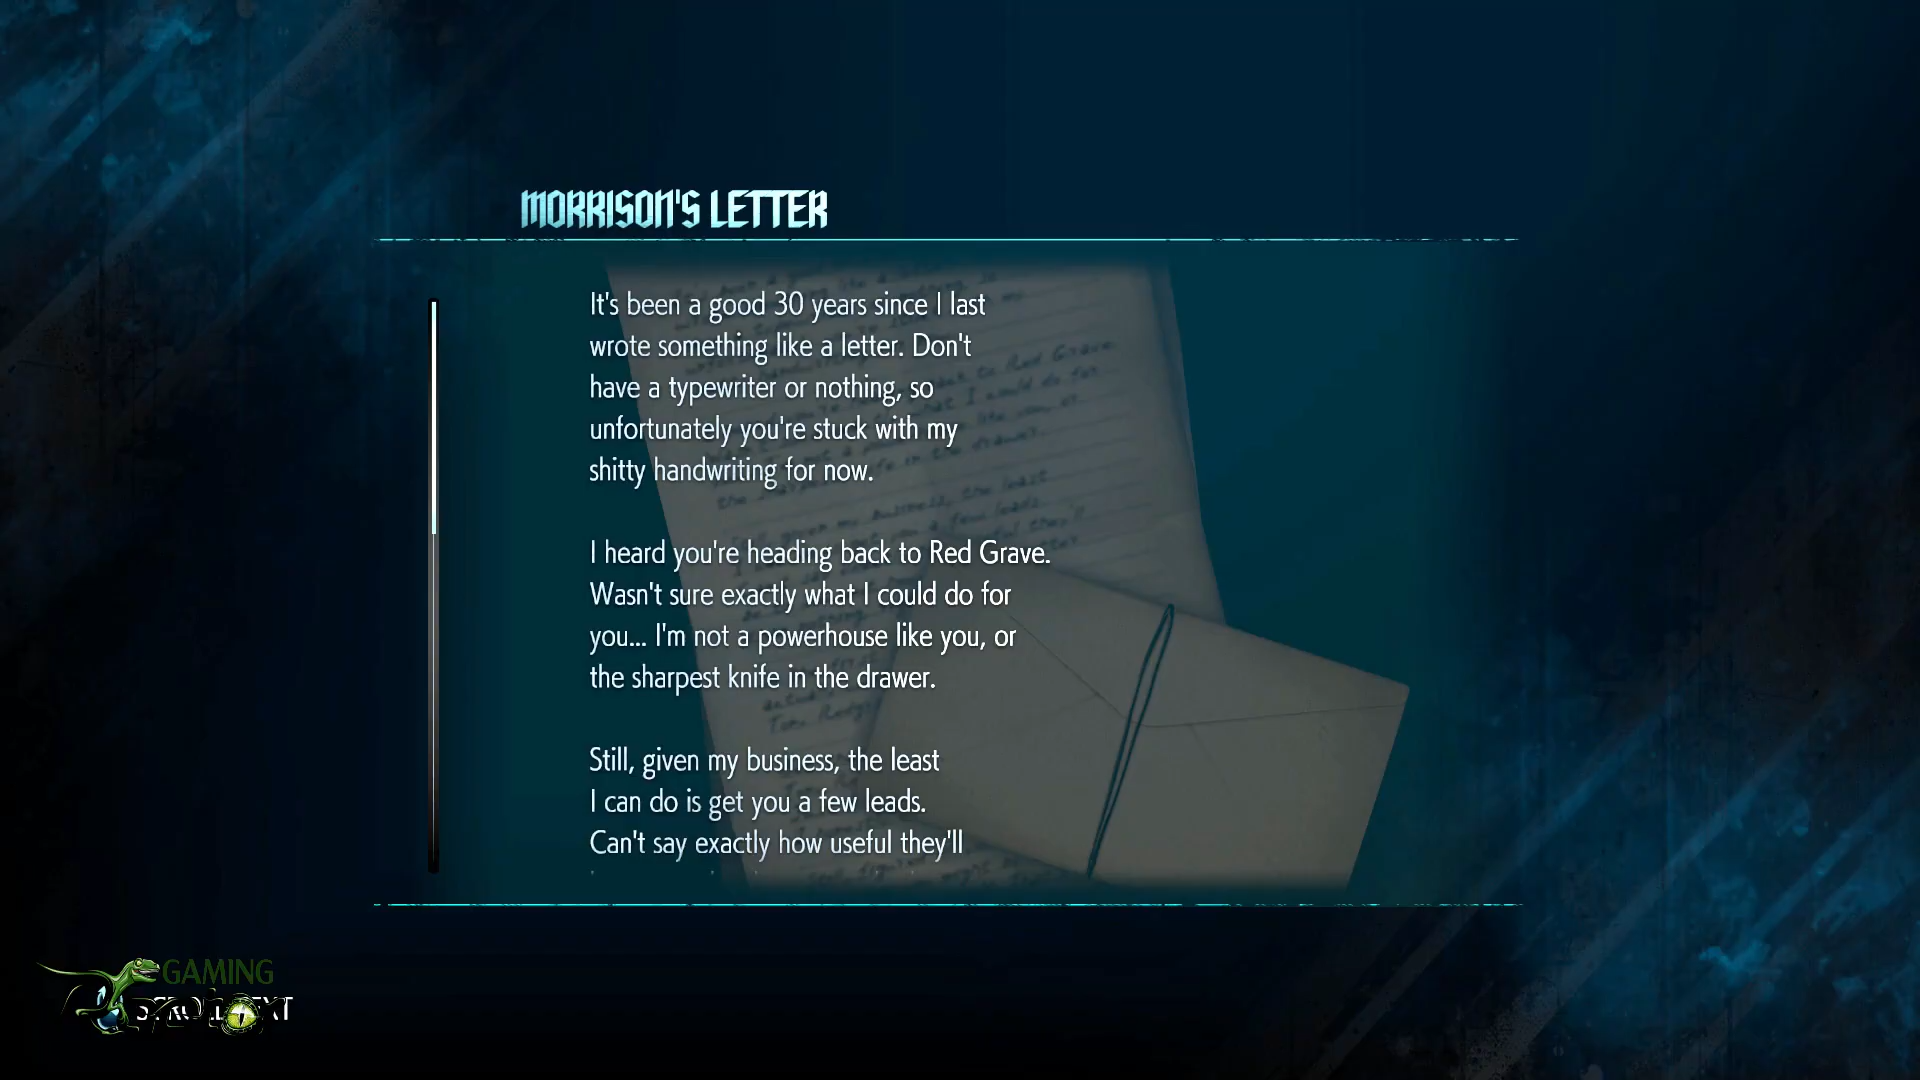 MORRISON'S LETTER
It's been a good 30 years since I last
wrote something like a letter. Don't
have a typewriter or nothing, so
unfortunately you're stuck with my
shitty handwriting for now.
I heard you're heading back to Red Grave.
Wasn't sure exactly what I could do for
you... I'm not a powerhouse like you, or
the sharpest knife in the drawer.
Still, given my business, the least
I can do is get you a few leads.
Can't say exactly how useful they'll
GAMING
SCROLL TEXT